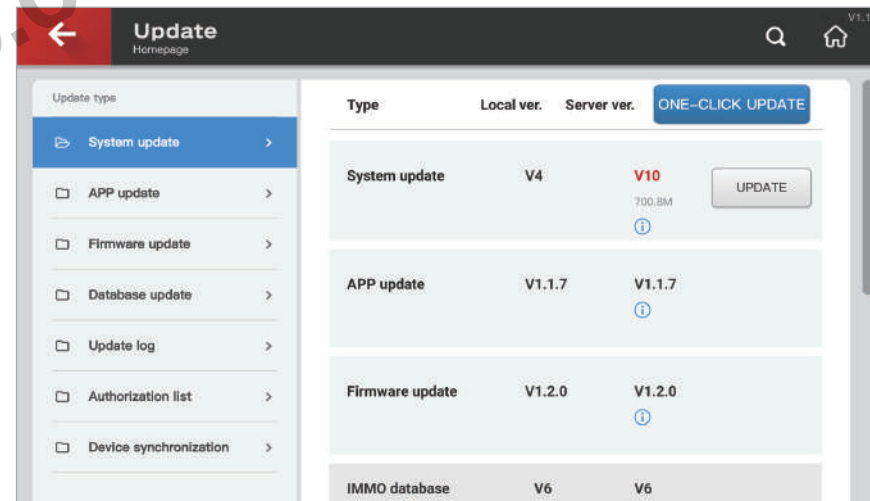 Update
Homepage
V1.1
Update type
System update
APP update
Firmware update
Database update
Update log
Authorization list
Device synchronization
Type Local ver. Server ver. ONE-CLICK UPDATE
System update V4 V10 UPDATE
700.8M
APP update V1.1.7 V1.1.7
Firmware update V1.2.0 V1.2.0
IMMO database V6 V6